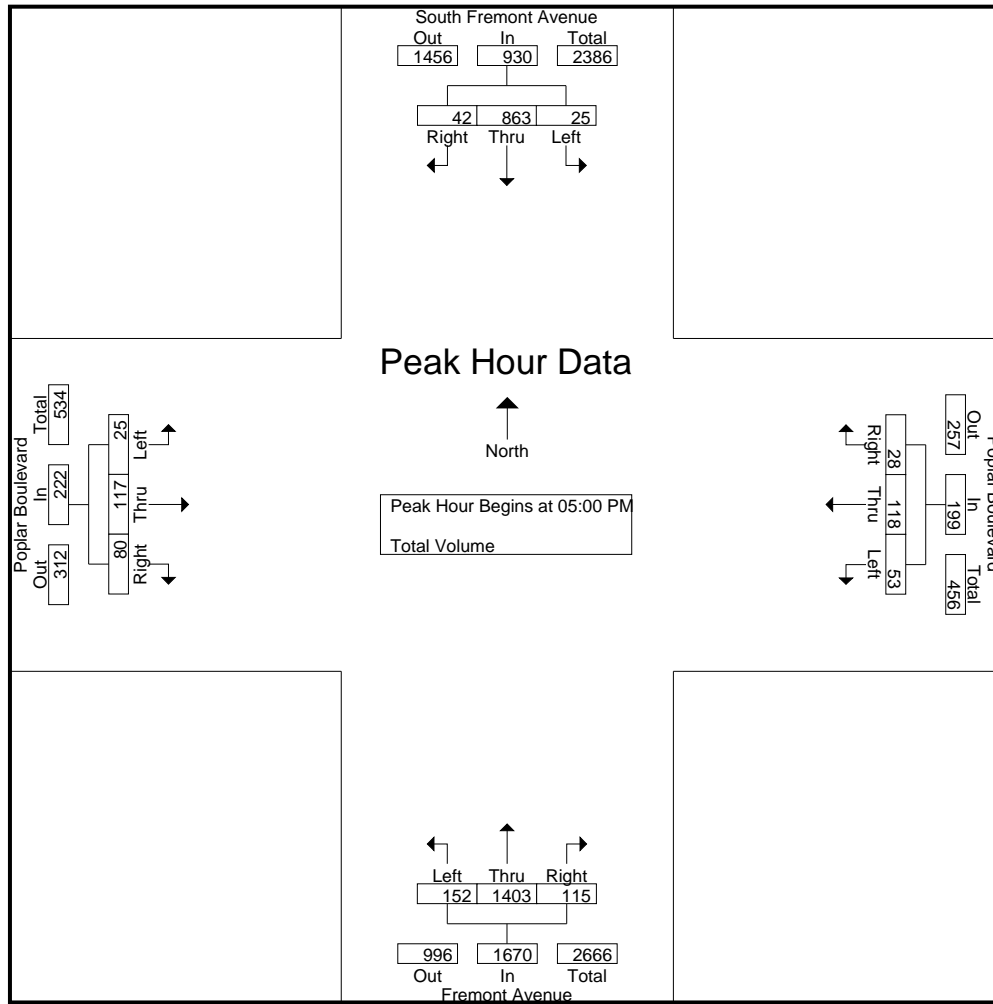 South Fremont Avenue
Out In Total
1456 930 2386
42 863 25
Right Thru Left
Peak Hour Data
North
Peak Hour Begins at 05:00 PM
Total Volume
Poplar Boulevard
Out In Total
312 222 534
25 117 80
Left Thru Right
Poplar Boulevard
Out In Total
257 199 456
28 118 53
Right Thru Left
Left Thru Right
152 1403 115
996 1670 2666
Out In Total
Fremont Avenue